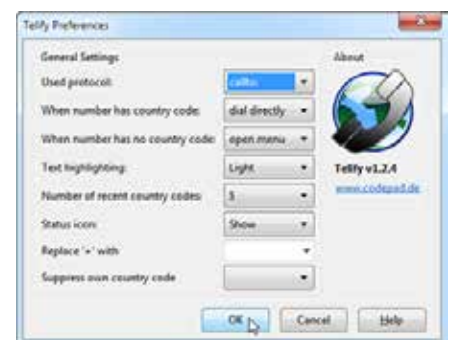 Telify Preferences
General Settings
About
Used protocol:
callto:
When number has country code:
dial directly
When number has no country code:
open menu
Text highlighting:
Light
Telify v1.2.4
Number of recent country codes:
www.codepad.de
Status icon:
Show
Replace '+' with
Suppress own country code
OK
Cancel
Help